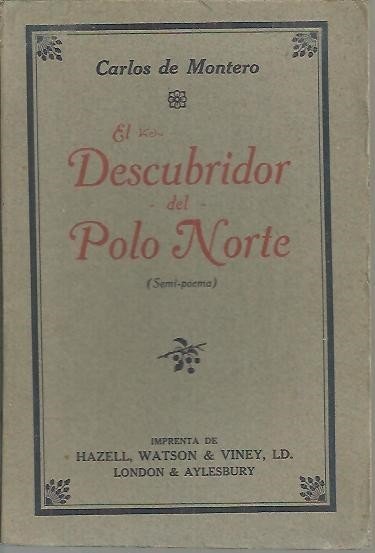 Carlos de Montero
El
Descubridor
- del -
Polo Norte
(Semi-poema)
IMPRENTA DE
HAZELL, WATSON & VINEY, LD.
LONDON & AYLESBURY